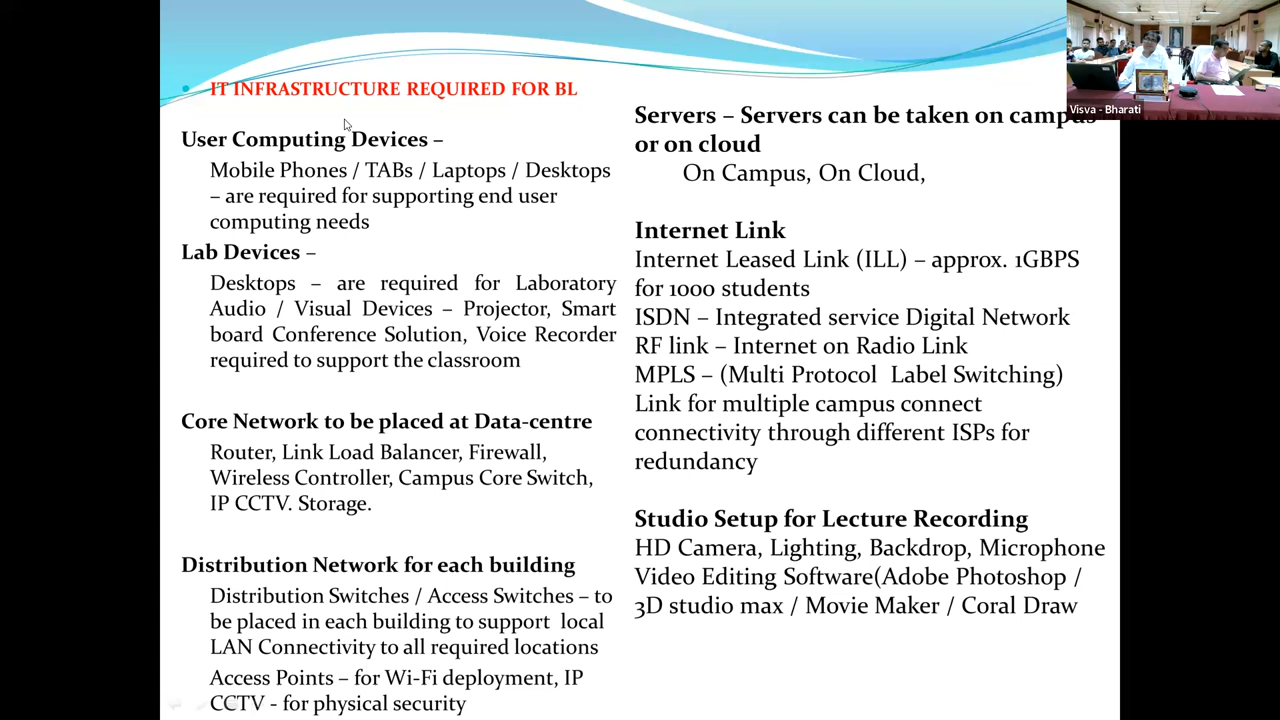 IT INFRASTRUCTURE REQUIRED FOR BL
User Computing Devices –
Mobile Phones / TABs / Laptops / Desktops
– are required for supporting end user
computing needs
Lab Devices –
Desktops – are required for Laboratory
Audio / Visual Devices – Projector, Smart
board Conference Solution, Voice Recorder
required to support the classroom
Core Network to be placed at Data-centre
Router, Link Load Balancer, Firewall,
Wireless Controller, Campus Core Switch,
IP CCTV. Storage.
Distribution Network for each building
Distribution Switches / Access Switches – to
be placed in each building to support local
LAN Connectivity to all required locations
Access Points – for Wi-Fi deployment, IP
CCTV - for physical security
Servers – Servers can be taken on campus
or on cloud
On Campus, On Cloud,
Internet Link
Internet Leased Link (ILL) – approx. 1GBPS
for 1000 students
ISDN – Integrated service Digital Network
RF link – Internet on Radio Link
MPLS – (Multi Protocol Label Switching)
Link for multiple campus connect
connectivity through different ISPs for
redundancy
Studio Setup for Lecture Recording
HD Camera, Lighting, Backdrop, Microphone
Video Editing Software(Adobe Photoshop /
3D studio max / Movie Maker / Coral Draw
Visva - Bharati